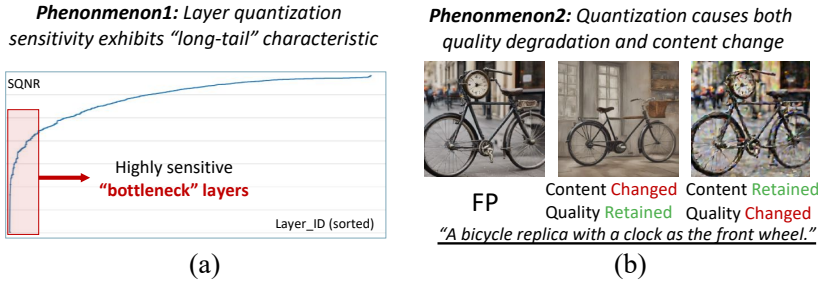 Phenonmenon1: Layer quantization
sensitivity exhibits "long-tail" characteristic
SQNR
Highly sensitive
"bottleneck" layers
Layer_ID (sorted)
(a)
Phenonmenon2: Quantization causes both
quality degradation and content change
FP
Content Changed
Quality Retained
Content Retained
Quality Changed
"A bicycle replica with a clock as the front wheel."
(b)